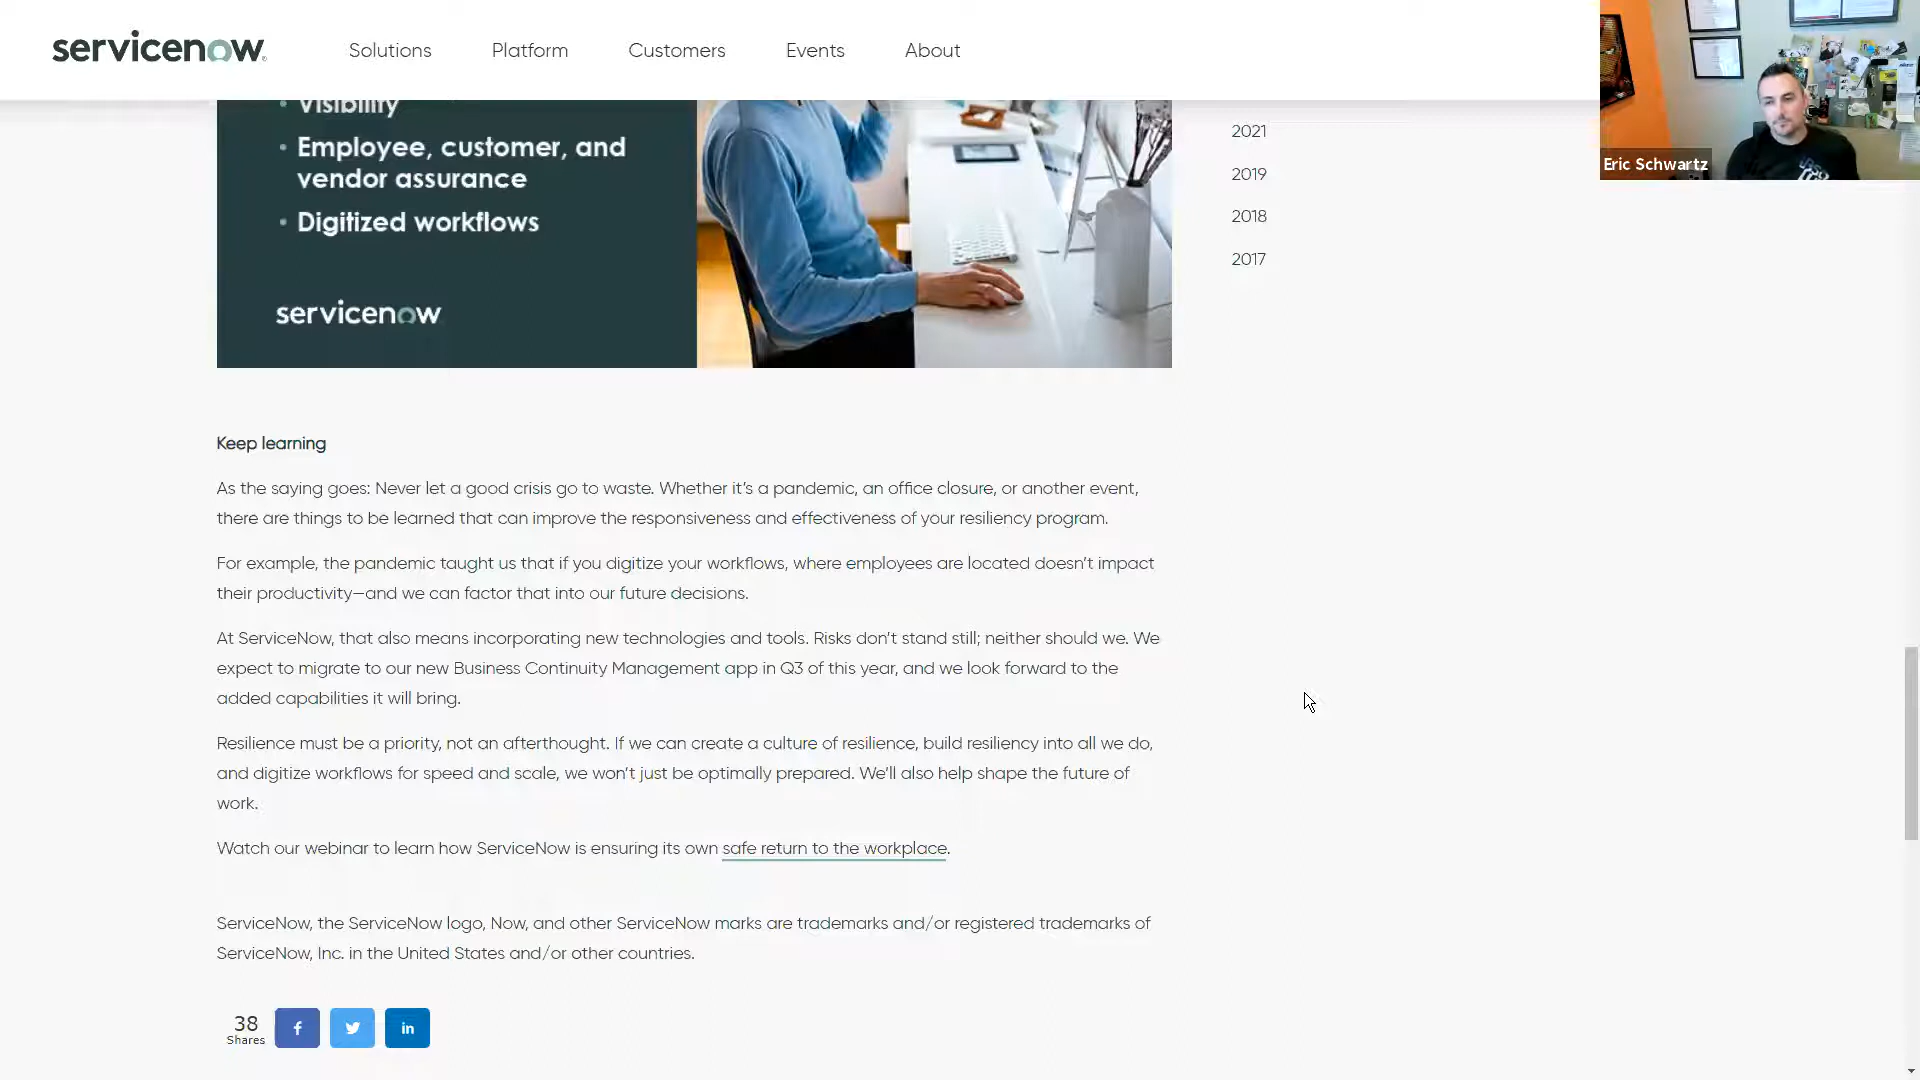 servicenow
Solutions
Platform
Customers
Events
About
Eric Schwartz
• Visibility
• Employee, customer, and
vendor assurance
• Digitized workflows
servicenow
2021
2019
2018
2017
Keep learning
As the saying goes: Never let a good crisis go to waste. Whether it's a pandemic, an office closure, or another event,
there are things to be learned that can improve the responsiveness and effectiveness of your resiliency program.
For example, the pandemic taught us that if you digitize your workflows, where employees are located doesn't impact
their productivity—and we can factor that into our future decisions.
At ServiceNow, that also means incorporating new technologies and tools. Risks don't stand still; neither should we. We
expect to migrate to our new Business Continuity Management app in Q3 of this year, and we look forward to the
added capabilities it will bring.
Resilience must be a priority, not an afterthought. If we can create a culture of resilience, build resiliency into all we do,
and digitize workflows for speed and scale, we won't just be optimally prepared. We'll also help shape the future of
work.
Watch our webinar to learn how ServiceNow is ensuring its own safe return to the workplace.
ServiceNow, the ServiceNow logo, Now, and other ServiceNow marks are trademarks and/or registered trademarks of
ServiceNow, Inc. in the United States and/or other countries.
38
Shares